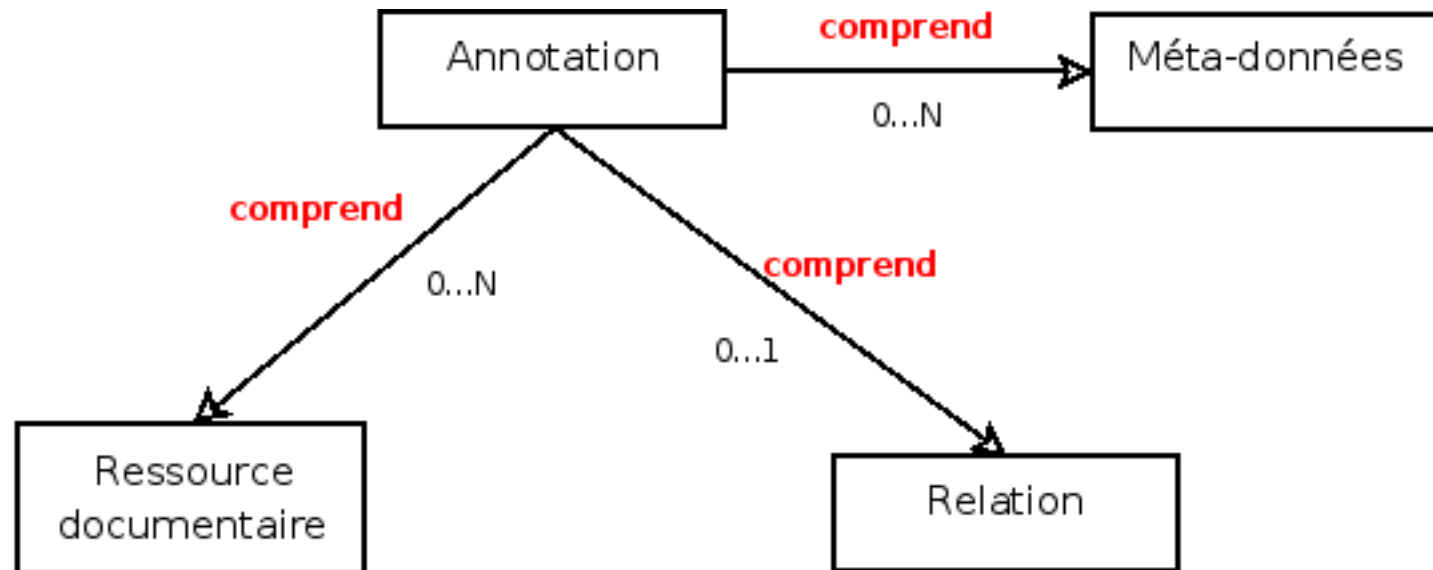 Annotation
comprend
0...N
Méta-données
comprend
0...N
comprend
0...1
Ressource
documentaire
Relation